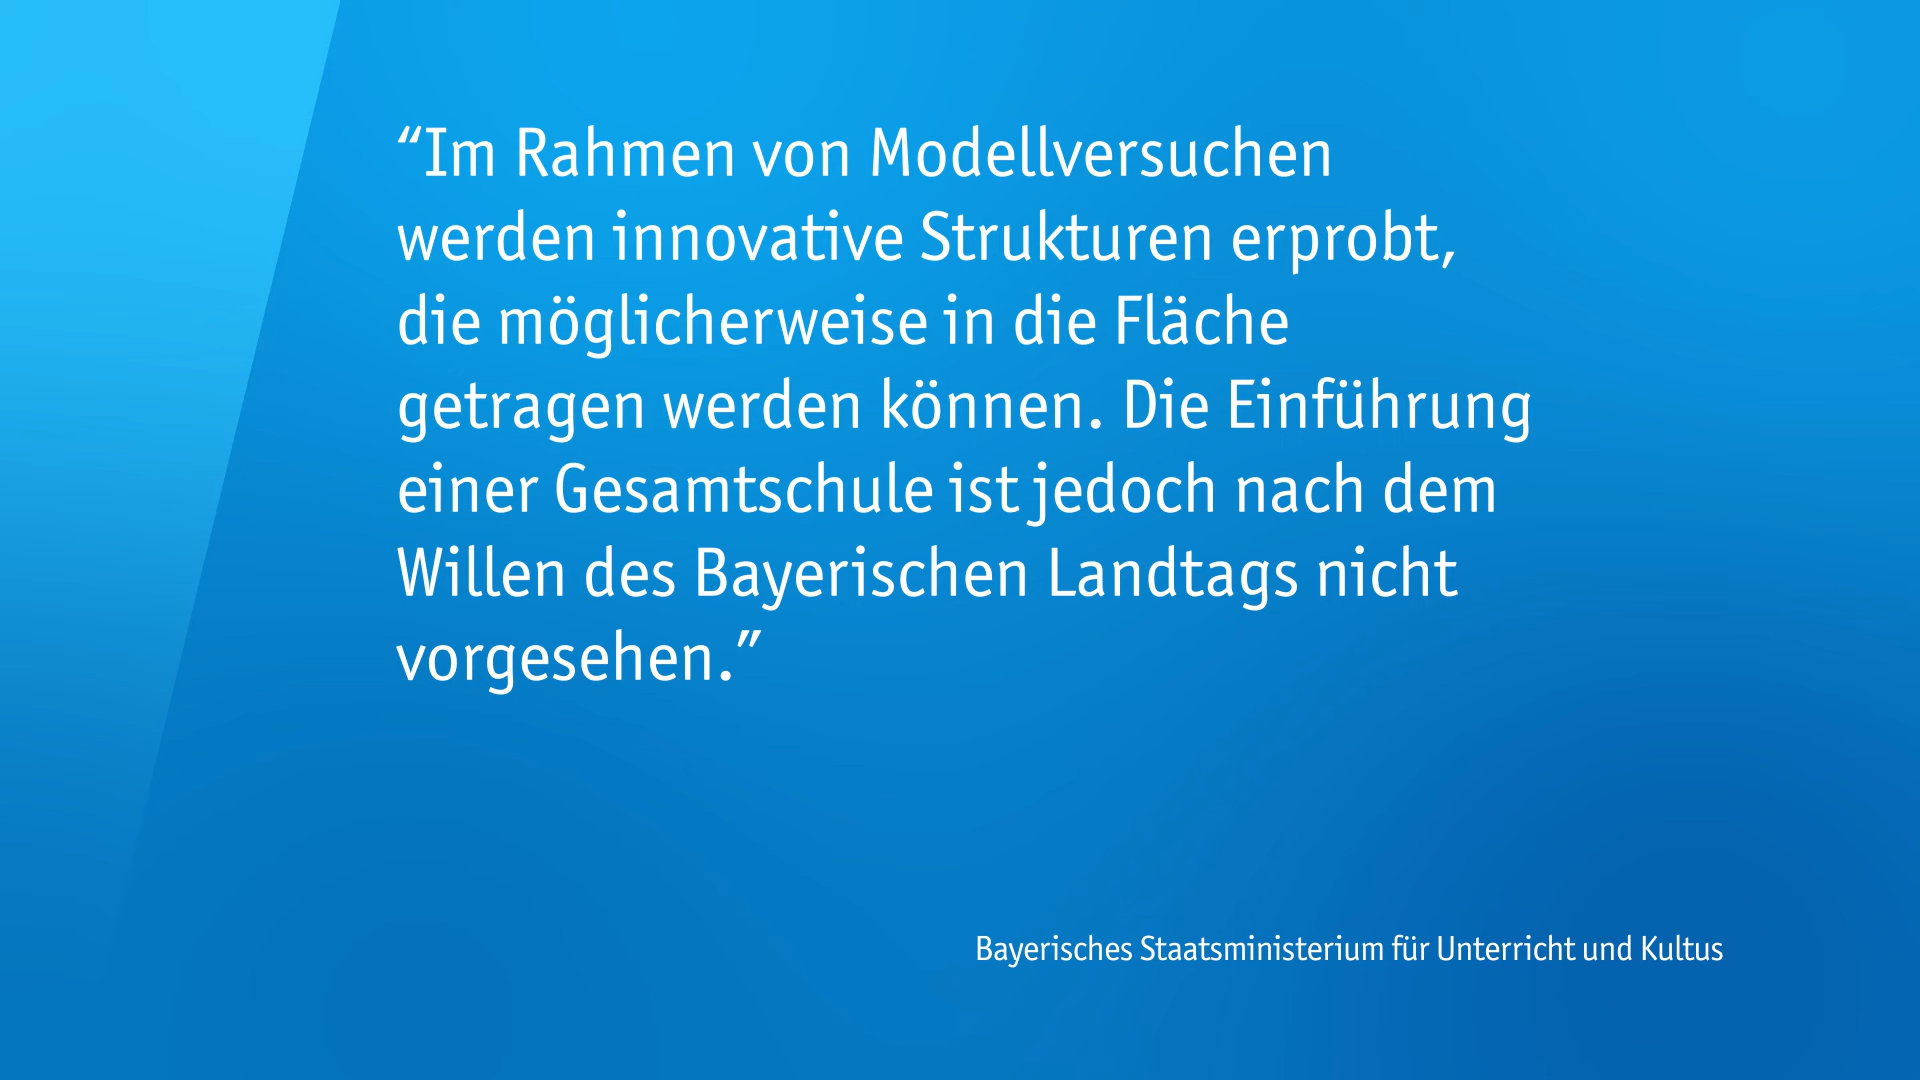 “Im Rahmen von Modellversuchen
werden innovative Strukturen erprobt,
die möglicherweise in die Fläche
getragen werden können. Die Einführung
einer Gesamtschule ist jedoch nach dem
Willen des Bayerischen Landtags nicht
vorgesehen.”
Bayerisches Staatsministerium für Unterricht und Kultus